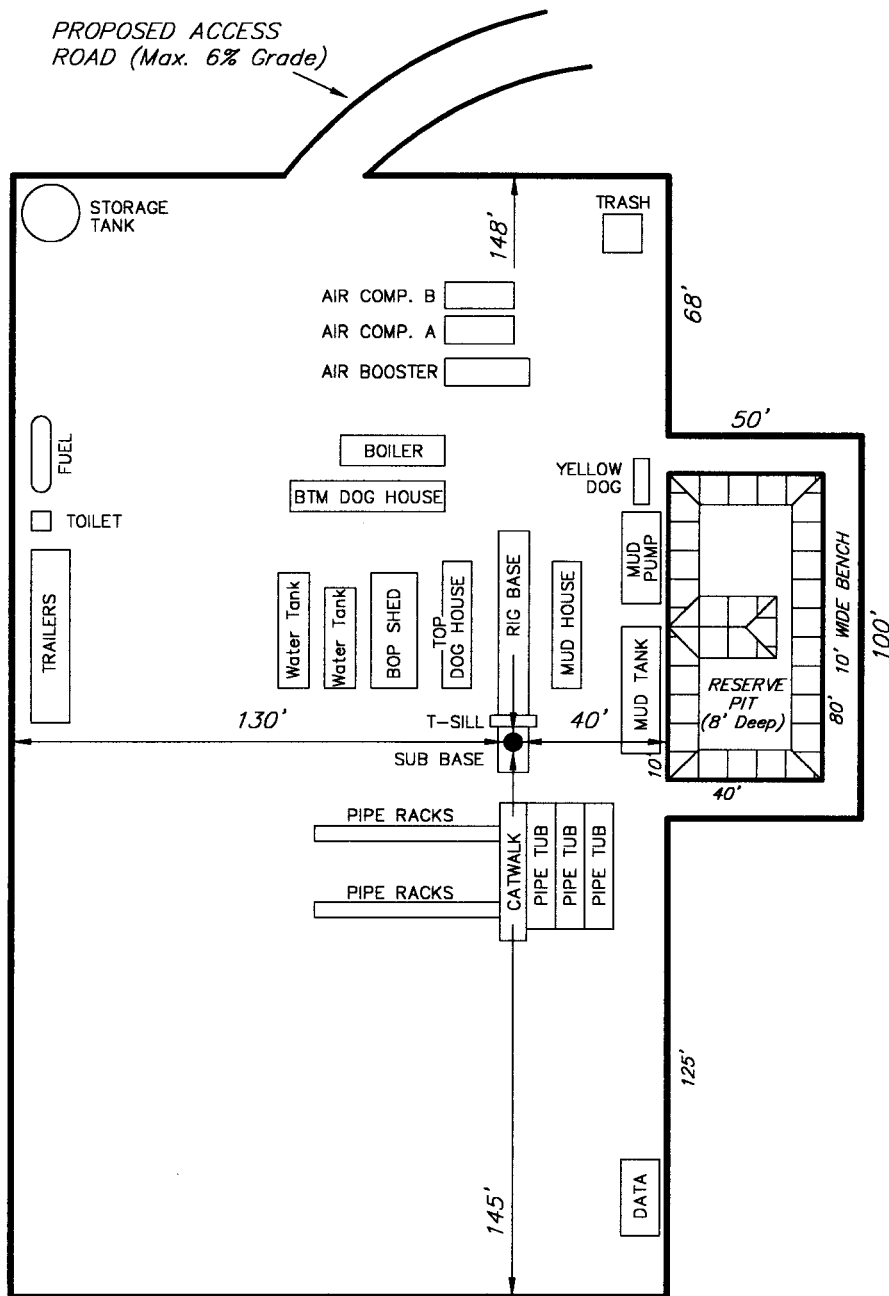 PROPOSED ACCESS
ROAD (Max. 6% Grade)
STORAGE
TANK
148'
TRASH
AIR COMP. B
AIR COMP. A
AIR BOOSTER
68'
50'
FUEL
BOILER
YELLOW
DOG
BTM DOG HOUSE
TOILET
TRAILERS
Water Tank
Water Tank
BOP SHED
TOP
DOG HOUSE
RIG BASE
MUD HOUSE
MUD
PUMP
MUD TANK
RESERVE
PIT
(8' Deep)
80'
10' WIDE BENCH
100'
130'
T-SILL
40'
SUB BASE
10'
40'
PIPE RACKS
CATWALK
PIPE TUB
PIPE TUB
PIPE TUB
PIPE RACKS
125'
145'
DATA